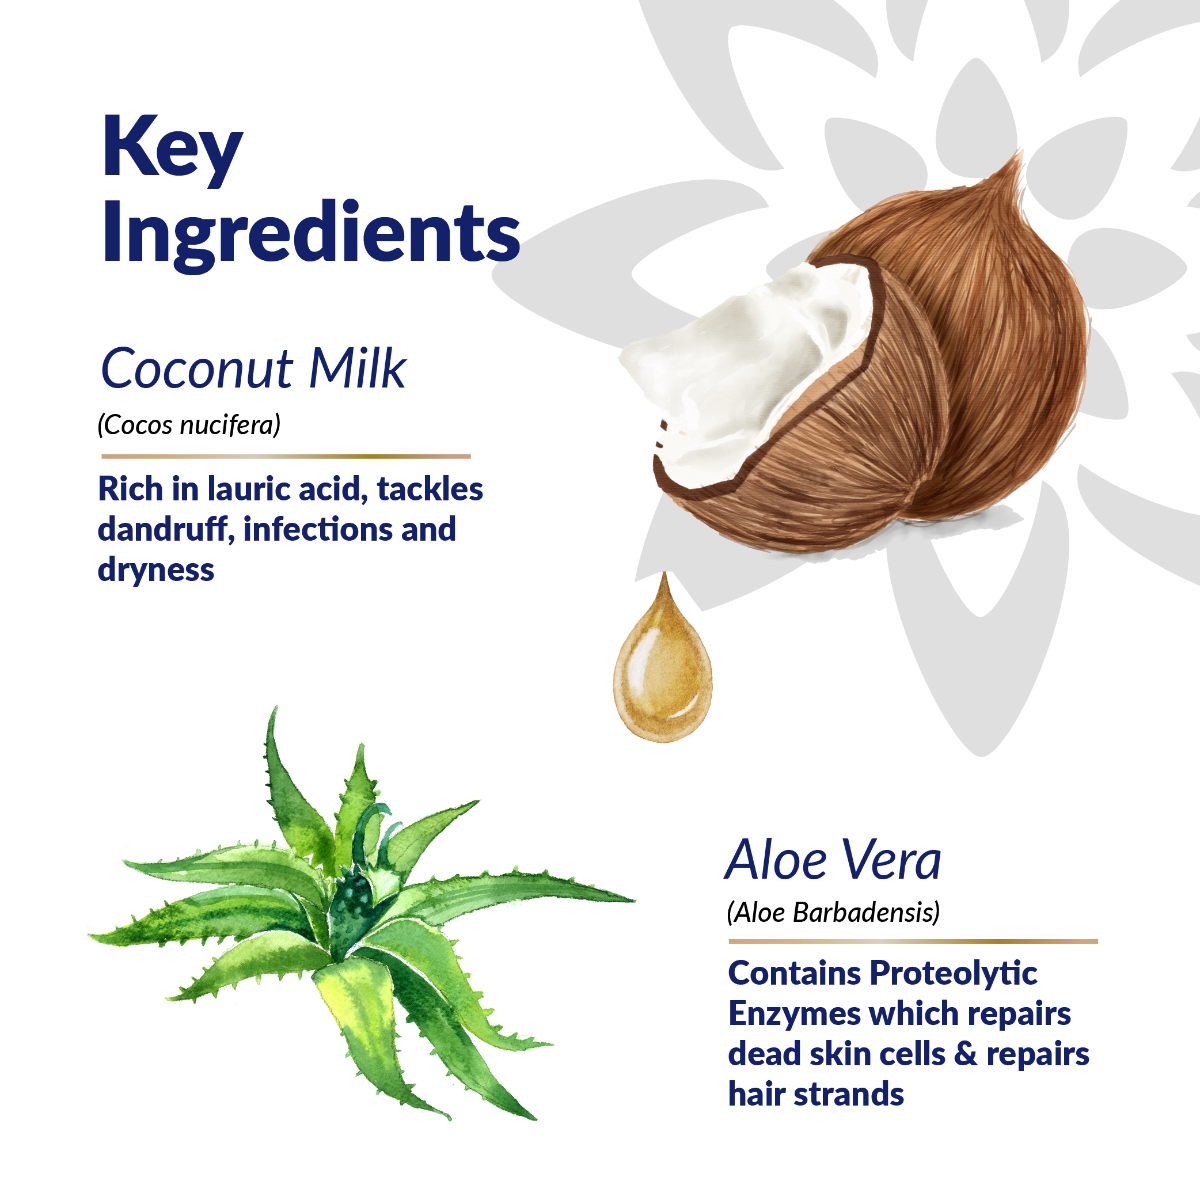 Key
Ingredients
Coconut Milk
(Cocos nucifera)
Rich in lauric acid, tackles
dandruff, infections and
dryness
Aloe Vera
(Aloe Barbadensis)
Contains Proteolytic
Enzymes which repairs
dead skin cells & repairs
hair strands